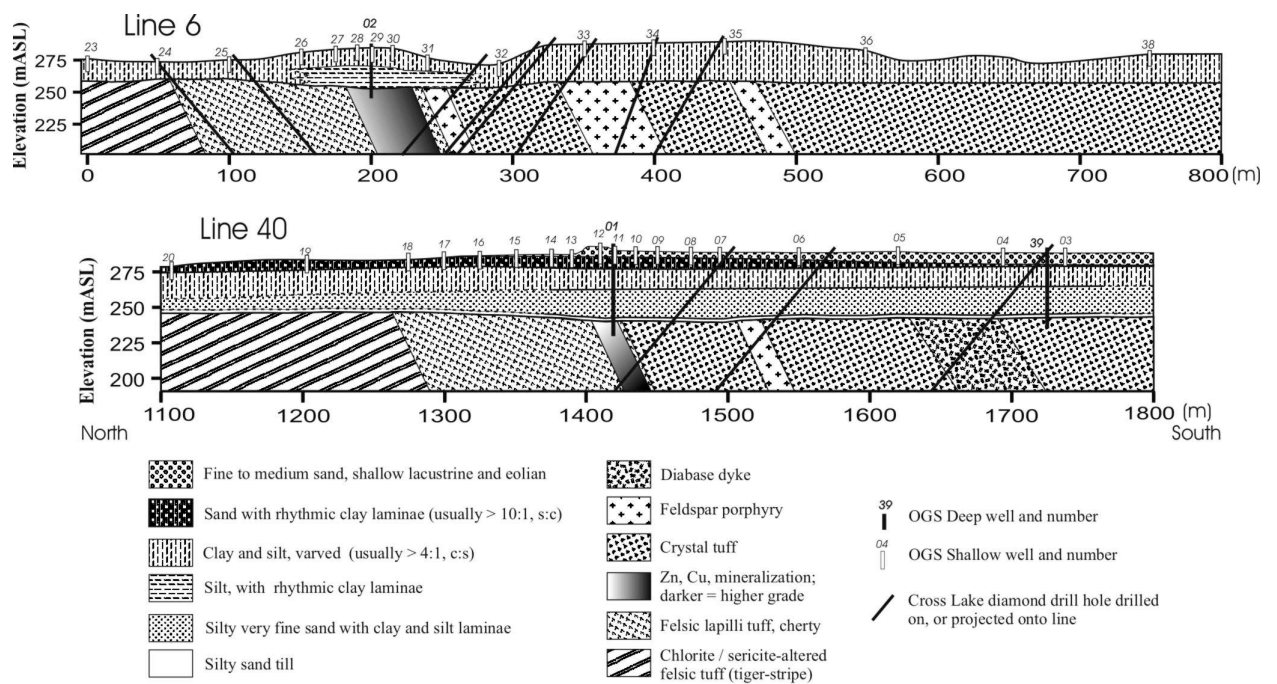 Line 6
02
23 24 25 26 27 28 29 30 31 32 33 34 35 36 38
Elevation (mASL)
275
250
225
0 100 200 300 400 500 600 700 800 (m)
Line 40
01
20 19 18 17 16 15 14 13 12 11 10 09 08 07 06 05 04 39 03
Elevation (mASL)
275
250
225
200
1100 1200 1300 1400 1500 1600 1700 1800 (m)
North South
Fine to medium sand, shallow lacustrine and eolian
Sand with rhythmic clay laminae (usually > 10:1, s:c)
Clay and silt, varved (usually > 4:1, c:s)
Silt, with rhythmic clay laminae
Silty very fine sand with clay and silt laminae
Silty sand till
Diabase dyke
Feldspar porphyry
Crystal tuff
Zn, Cu, mineralization;
darker = higher grade
Felsic lapilli tuff, cherty
Chlorite / sericite-altered
felsic tuff (tiger-stripe)
39
OGS Deep well and number
04
OGS Shallow well and number
Cross Lake diamond drill hole drilled
on, or projected onto line